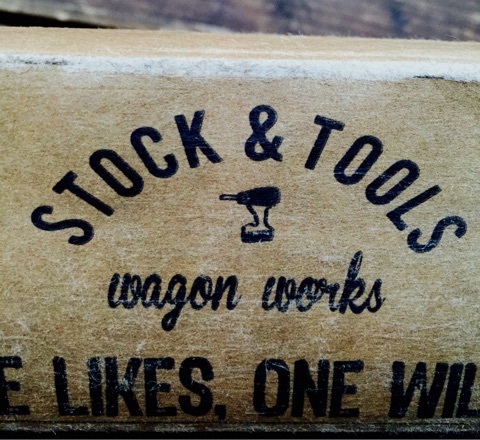 STOCK & TOOLS
wagon works
E LIKES, ONE WIL